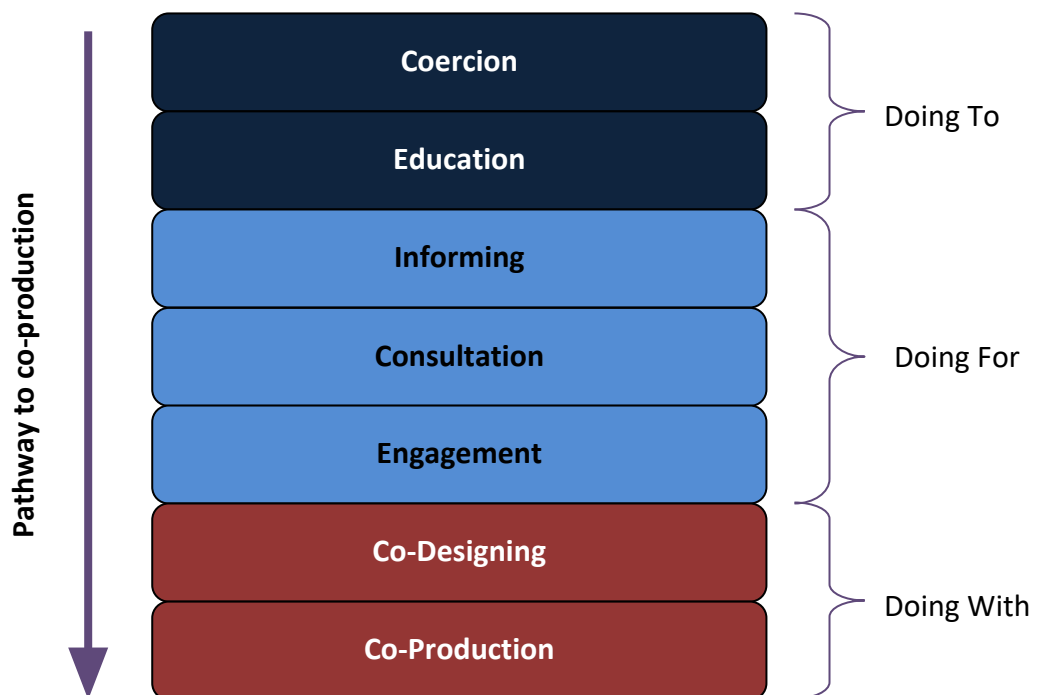 Pathway to co-production
Coercion
Education
Doing To
Informing
Consultation
Engagement
Doing For
Co-Designing
Co-Production
Doing With